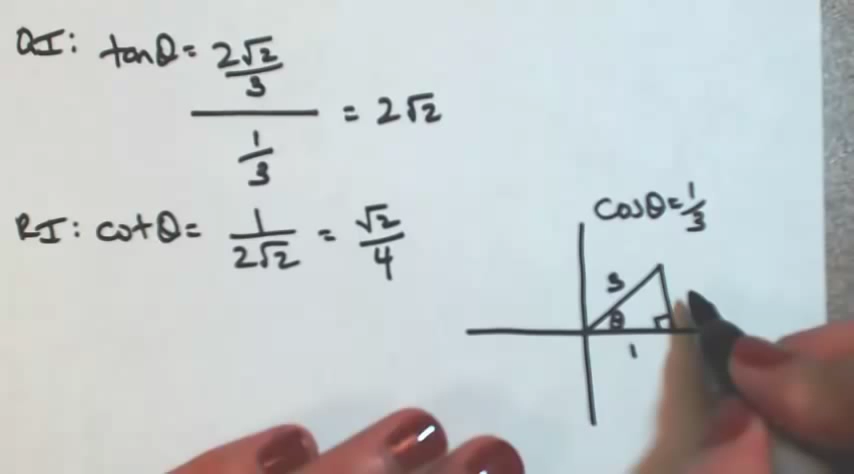 QI: tanθ = (2√2/3)/(1/3) = 2√2
RI: cotθ = 1/(2√2) = √2/4
cosθ = 1/3
3
θ
1